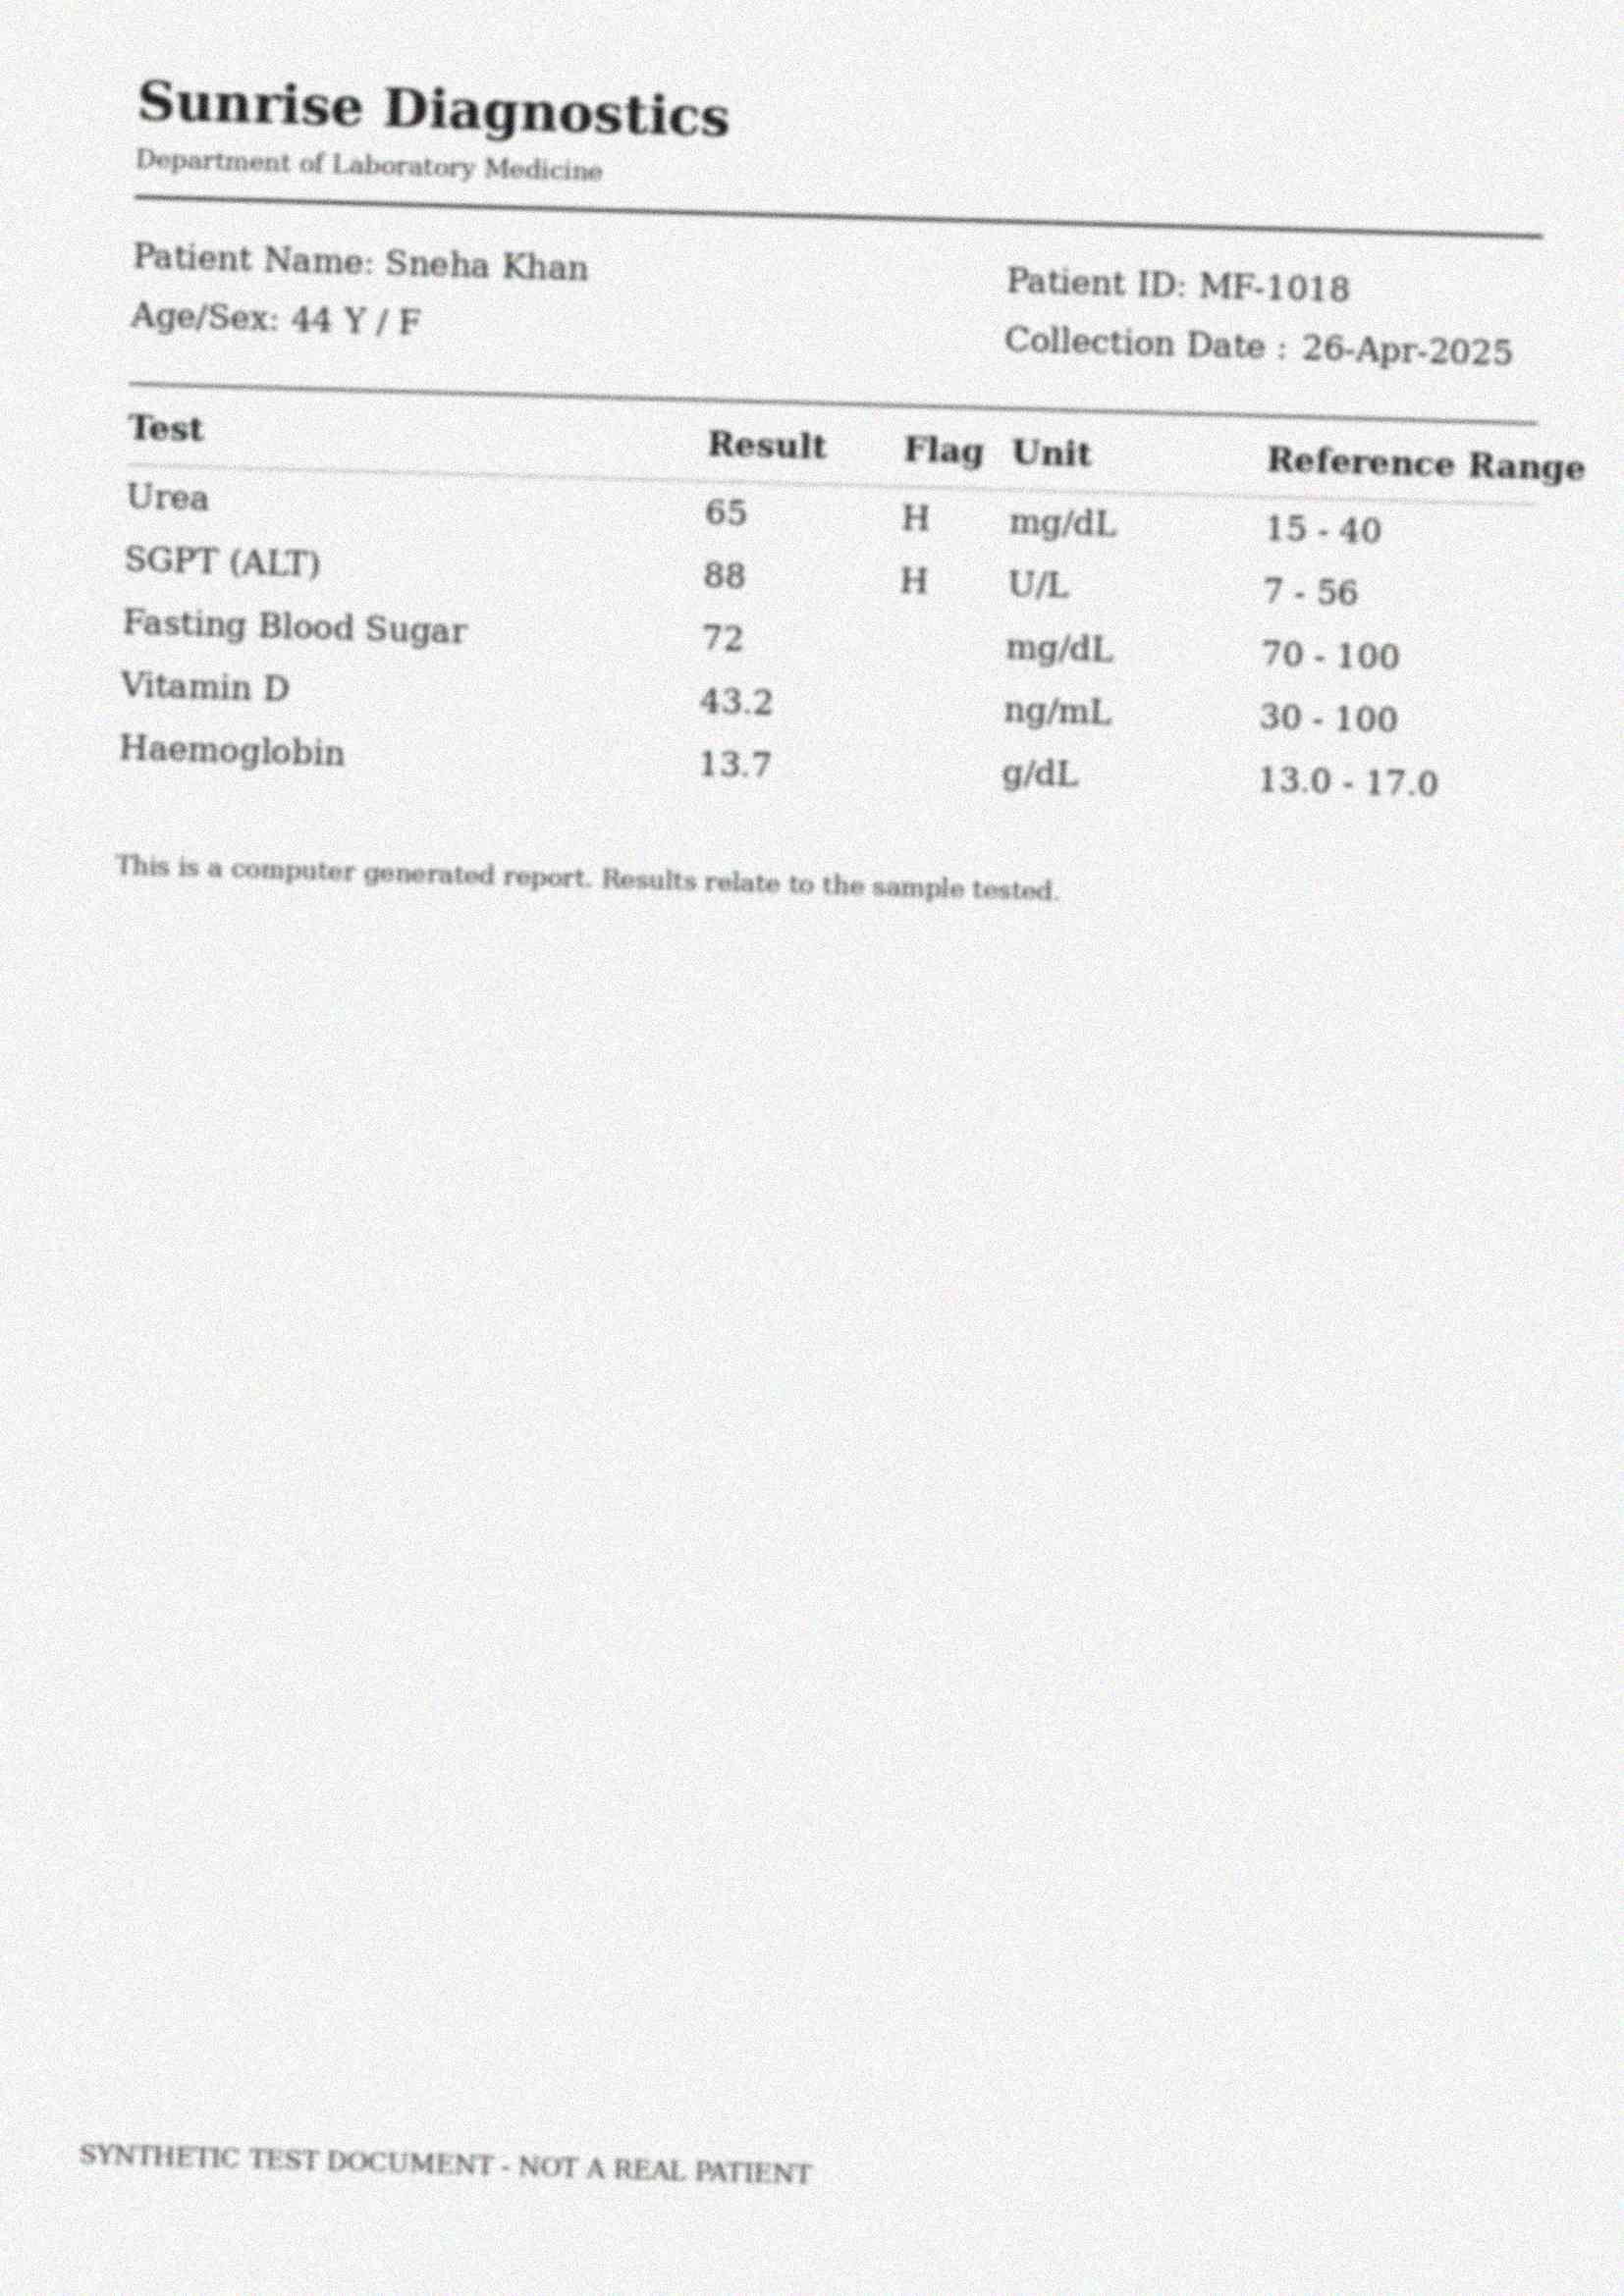 Sunrise Diagnostics
Department of Laboratory Medicine
Patient Name: Sneha Khan Patient ID: MF-1018
Age/Sex: 44 Y / F Collection Date : 26-Apr-2025
Test Result Flag Unit Reference Range
Urea 65 H mg/dL 15 - 40
SGPT (ALT) 88 H U/L 7 - 56
Fasting Blood Sugar 72 mg/dL 70 - 100
Vitamin D 43.2 ng/mL 30 - 100
Haemoglobin 13.7 g/dL 13.0 - 17.0
This is a computer generated report. Results relate to the sample tested.
SYNTHETIC TEST DOCUMENT - NOT A REAL PATIENT